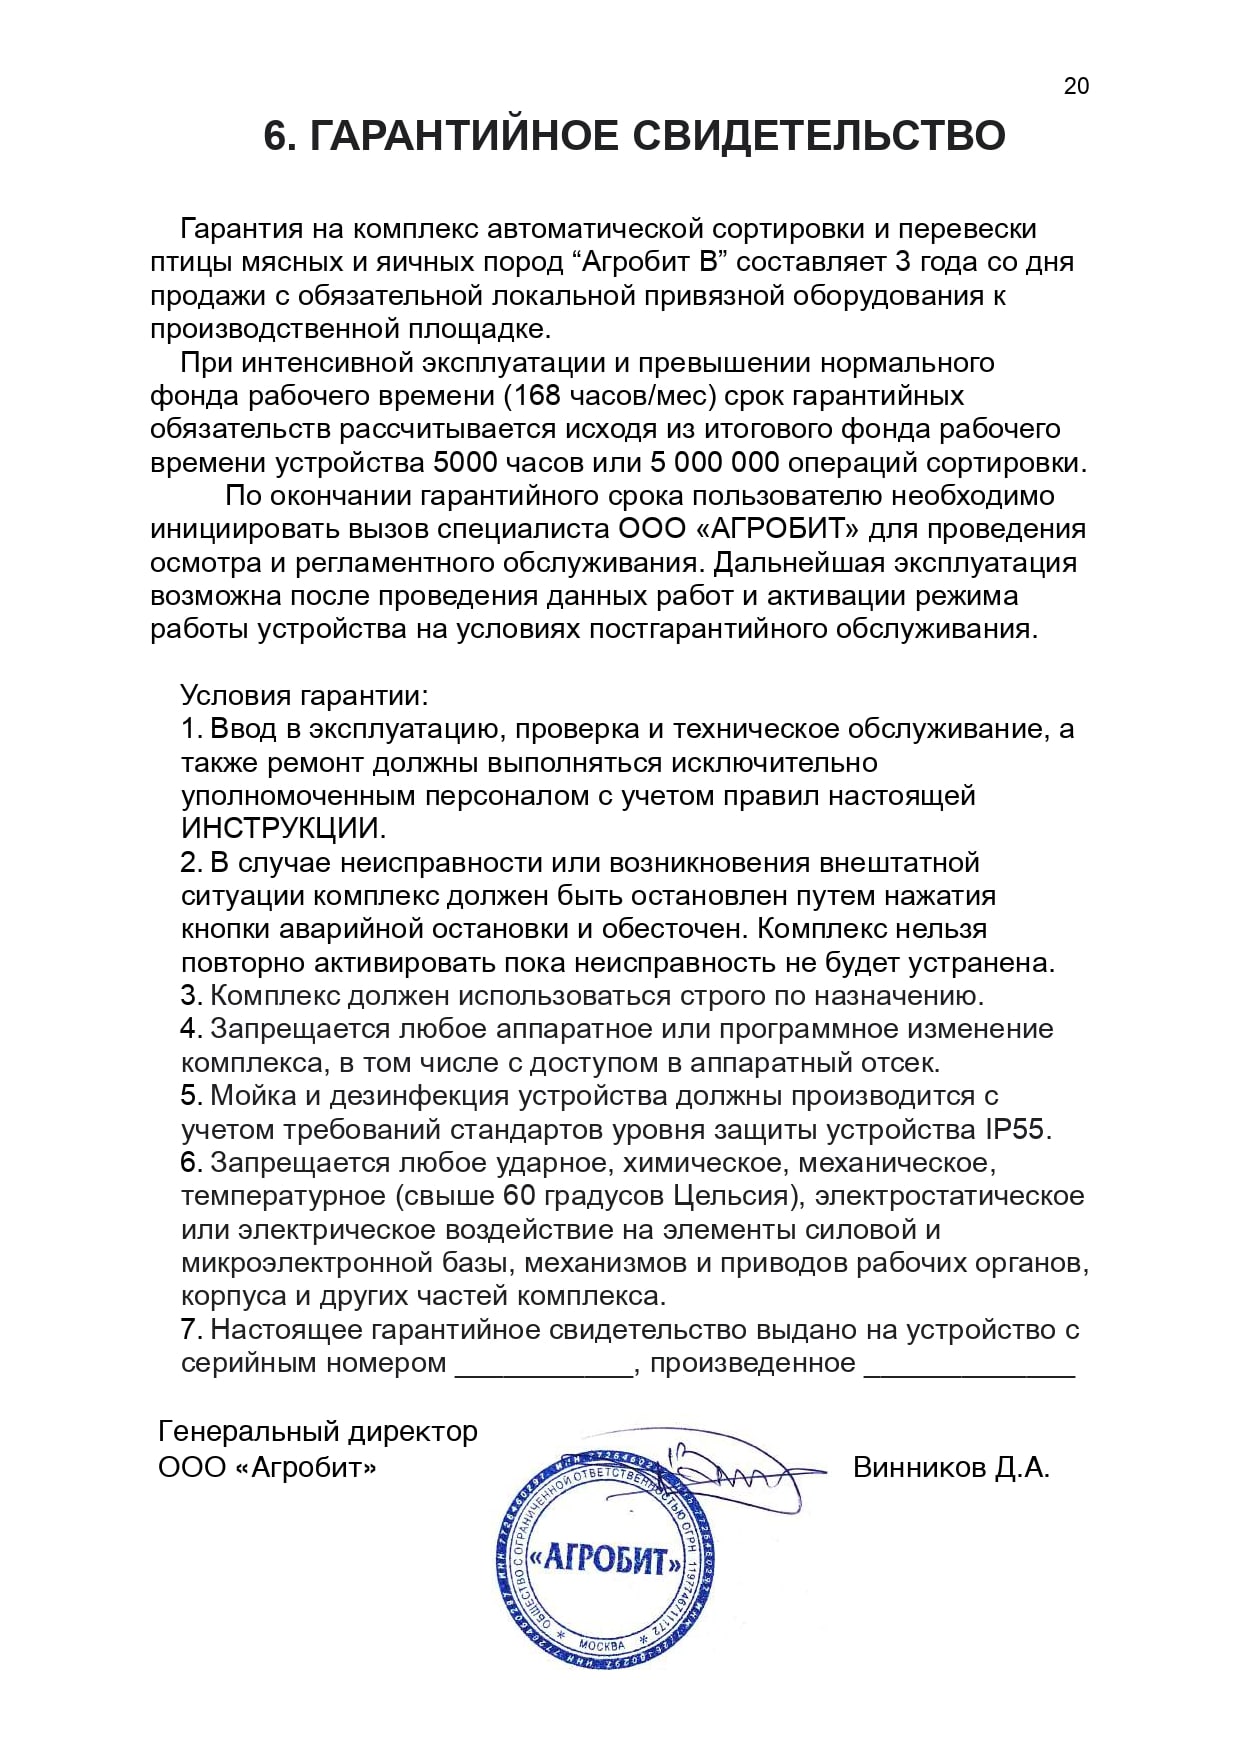 20
6. ГАРАНТИЙНОЕ СВИДЕТЕЛЬСТВО
Гарантия на комплекс автоматической сортировки и перевески
птицы мясных и яичных пород “Агробит В” составляет 3 года со дня
продажи с обязательной локальной привязной оборудования к
производственной площадке.
При интенсивной эксплуатации и превышении нормального
фонда рабочего времени (168 часов/мес) срок гарантийных
обязательств рассчитывается исходя из итогового фонда рабочего
времени устройства 5000 часов или 5 000 000 операций сортировки.
По окончании гарантийного срока пользователю необходимо
инициировать вызов специалиста ООО «АГРОБИТ» для проведения
осмотра и регламентного обслуживания. Дальнейшая эксплуатация
возможна после проведения данных работ и активации режима
работы устройства на условиях постгарантийного обслуживания.
Условия гарантии:
1. Ввод в эксплуатацию, проверка и техническое обслуживание, а
также ремонт должны выполняться исключительно
уполномоченным персоналом с учетом правил настоящей
ИНСТРУКЦИИ.
2. В случае неисправности или возникновения внештатной
ситуации комплекс должен быть остановлен путем нажатия
кнопки аварийной остановки и обесточен. Комплекс нельзя
повторно активировать пока неисправность не будет устранена.
3. Комплекс должен использоваться строго по назначению.
4. Запрещается любое аппаратное или программное изменение
комплекса, в том числе с доступом в аппаратный отсек.
5. Мойка и дезинфекция устройства должны производится с
учетом требований стандартов уровня защиты устройства IP55.
6. Запрещается любое ударное, химическое, механическое,
температурное (свыше 60 градусов Цельсия), электростатическое
или электрическое воздействие на элементы силовой и
микроэлектронной базы, механизмов и приводов рабочих органов,
корпуса и других частей комплекса.
7. Настоящее гарантийное свидетельство выдано на устройство с
серийным номером ___________, произведенное _____________
Генеральный директор
ООО «Агробит»
Винников Д.А.
ИНН 7726460297 ИНН 7726460297 ИНН 7726460297 ИНН 7726460297
ОБЩЕСТВО С ОГРАНИЧЕННОЙ ОТВЕТСТВЕННОСТЬЮ ОГРН 1197746711172
«АГРОБИТ»
* МОСКВА *